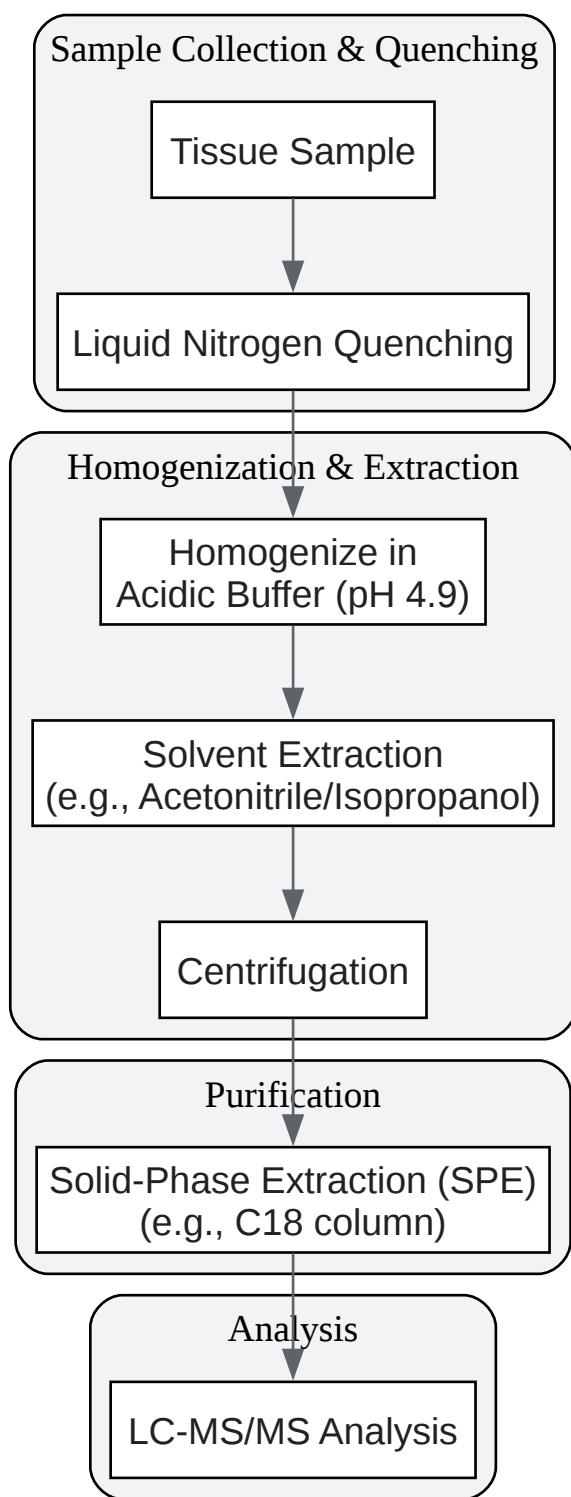 Sample Collection & Quenching
Tissue Sample
Liquid Nitrogen Quenching
Homogenization & Extraction
Homogenize in
Acidic Buffer (pH 4.9)
Solvent Extraction
(e.g., Acetonitrile/Isopropanol)
Centrifugation
Purification
Solid-Phase Extraction (SPE)
(e.g., C18 column)
Analysis
LC-MS/MS Analysis